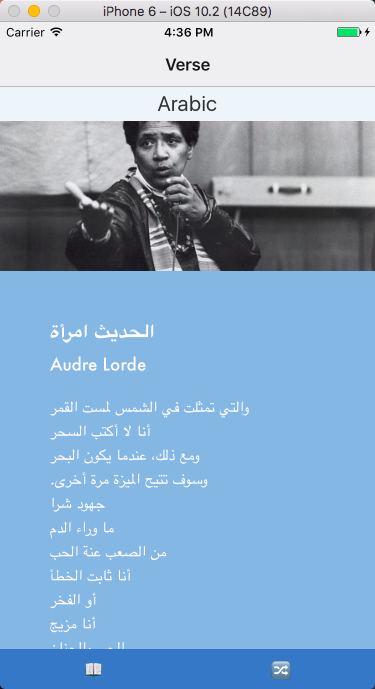 iPhone 6 – iOS 10.2 (14C89)
Carrier 4:36 PM
Verse
Arabic
الحديث امرأة
Audre Lorde
والتي تمثلت في الشمس لمست القمر
أنا لا أكتب السحر
ومع ذلك، عندما يكون البحر
وسوف تتيح الميزة مرة أخرى.
جهود شرا
ما وراء الدم
من الصعب عنة الحب
أنا ثابت الخطأ
أو الفخر
أنا مزيج